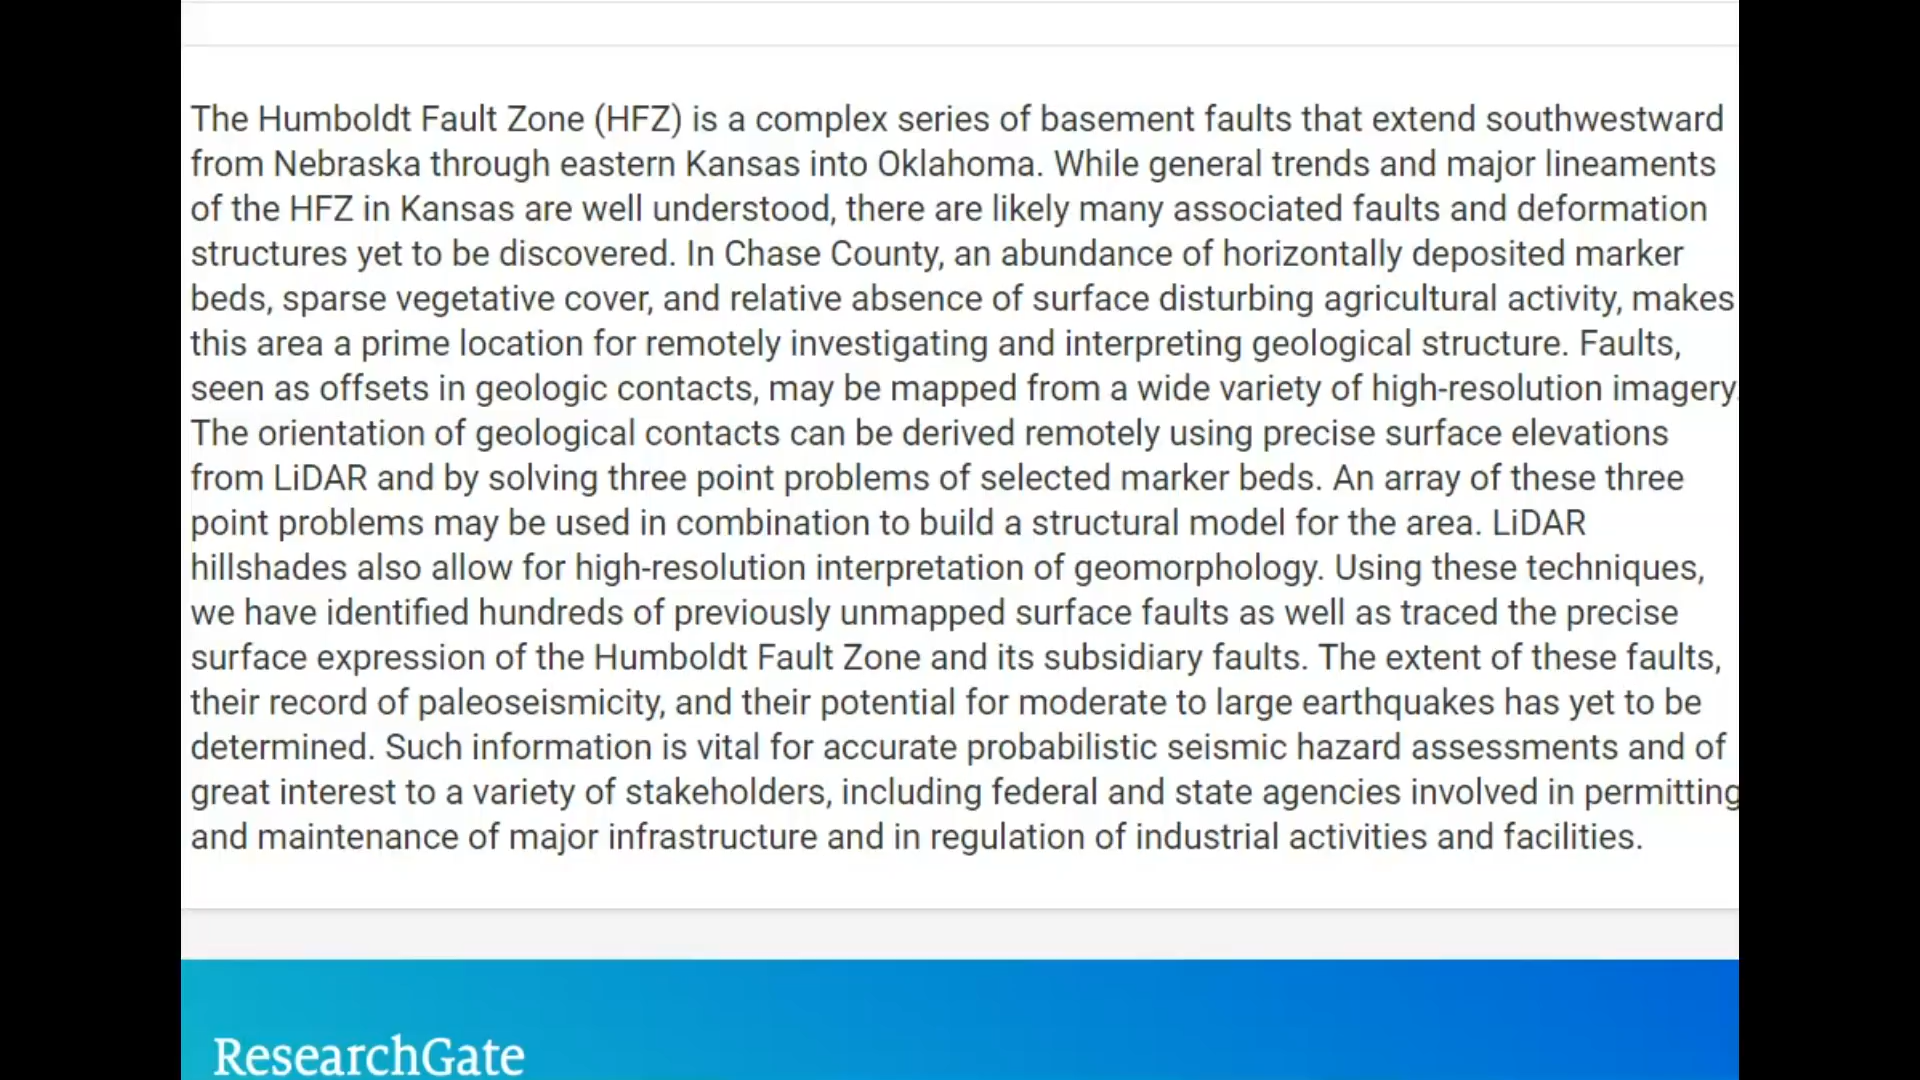 The Humboldt Fault Zone (HFZ) is a complex series of basement faults that extend southwestward
from Nebraska through eastern Kansas into Oklahoma. While general trends and major lineaments
of the HFZ in Kansas are well understood, there are likely many associated faults and deformation
structures yet to be discovered. In Chase County, an abundance of horizontally deposited marker
beds, sparse vegetative cover, and relative absence of surface disturbing agricultural activity, makes
this area a prime location for remotely investigating and interpreting geological structure. Faults,
seen as offsets in geologic contacts, may be mapped from a wide variety of high-resolution imagery.
The orientation of geological contacts can be derived remotely using precise surface elevations
from LiDAR and by solving three point problems of selected marker beds. An array of these three
point problems may be used in combination to build a structural model for the area. LiDAR
hillshades also allow for high-resolution interpretation of geomorphology. Using these techniques,
we have identified hundreds of previously unmapped surface faults as well as traced the precise
surface expression of the Humboldt Fault Zone and its subsidiary faults. The extent of these faults,
their record of paleoseismicity, and their potential for moderate to large earthquakes has yet to be
determined. Such information is vital for accurate probabilistic seismic hazard assessments and of
great interest to a variety of stakeholders, including federal and state agencies involved in permitting
and maintenance of major infrastructure and in regulation of industrial activities and facilities.
ResearchGate